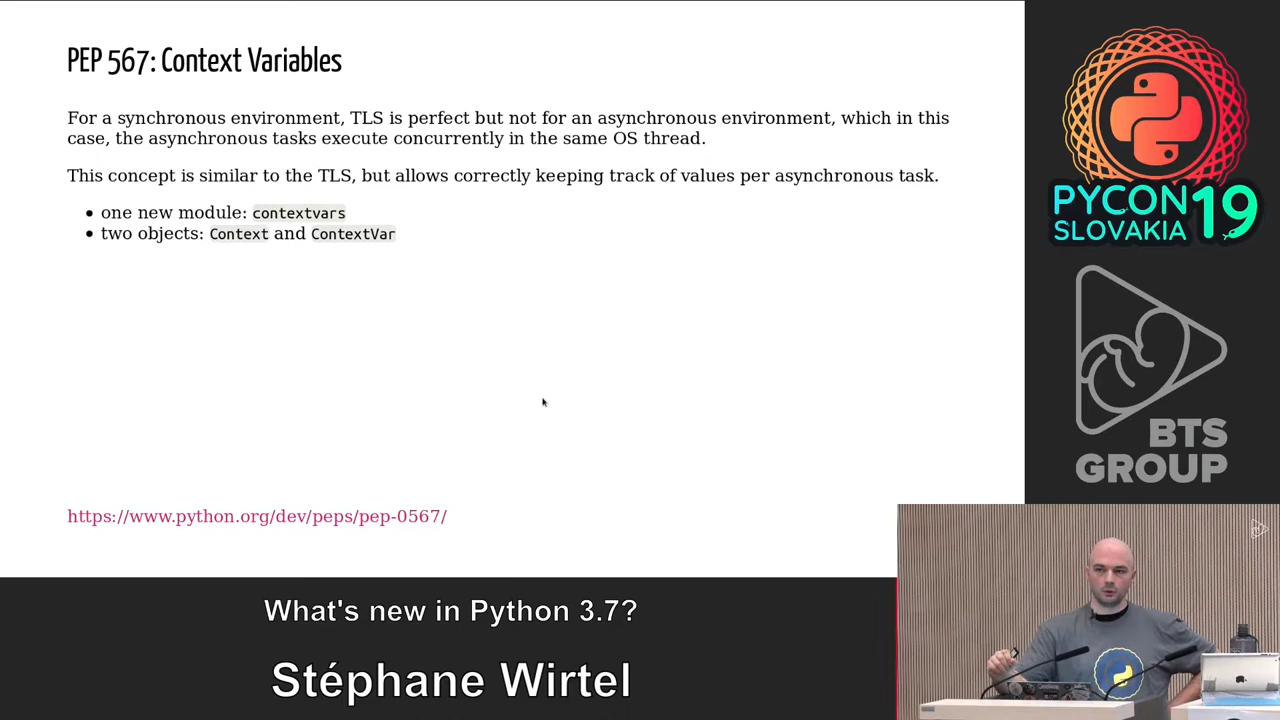 PEP 567: Context Variables
For a synchronous environment, TLS is perfect but not for an asynchronous environment, which in this
case, the asynchronous tasks execute concurrently in the same OS thread.
This concept is similar to the TLS, but allows correctly keeping track of values per asynchronous task.
• one new module: contextvars
• two objects: Context and ContextVar
https://www.python.org/dev/peps/pep-0567/
PYCON 19
SLOVAKIA
BTS
GROUP
What's new in Python 3.7?
Stéphane Wirtel